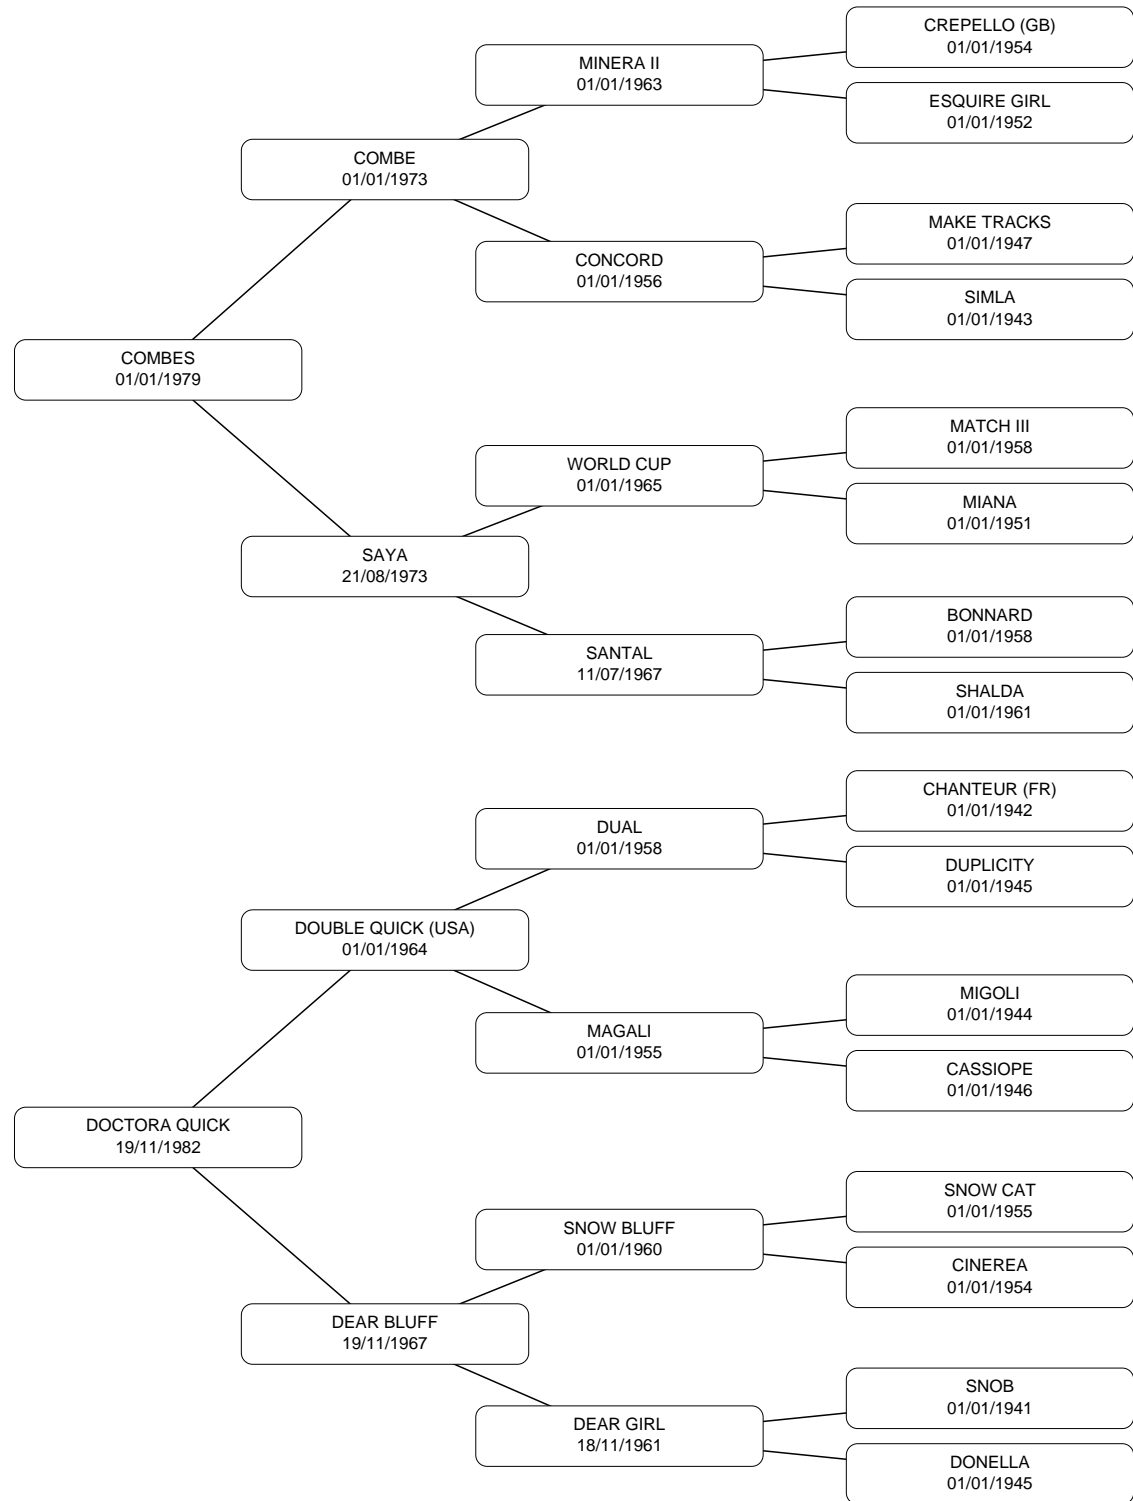 CREPELLO (GB)
01/01/1954
MINERA II
01/01/1963
ESQUIRE GIRL
01/01/1952
COMBE
01/01/1973
MAKE TRACKS
01/01/1947
CONCORD
01/01/1956
SIMLA
01/01/1943
COMBES
01/01/1979
MATCH III
01/01/1958
WORLD CUP
01/01/1965
MIANA
01/01/1951
SAYA
21/08/1973
BONNARD
01/01/1958
SANTAL
11/07/1967
SHALDA
01/01/1961
CHANTEUR (FR)
01/01/1942
DUAL
01/01/1958
DUPLICITY
01/01/1945
DOUBLE QUICK (USA)
01/01/1964
MIGOLI
01/01/1944
MAGALI
01/01/1955
CASSIOPE
01/01/1946
DOCTORA QUICK
19/11/1982
SNOW CAT
01/01/1955
SNOW BLUFF
01/01/1960
CINEREA
01/01/1954
DEAR BLUFF
19/11/1967
SNOB
01/01/1941
DEAR GIRL
18/11/1961
DONELLA
01/01/1945